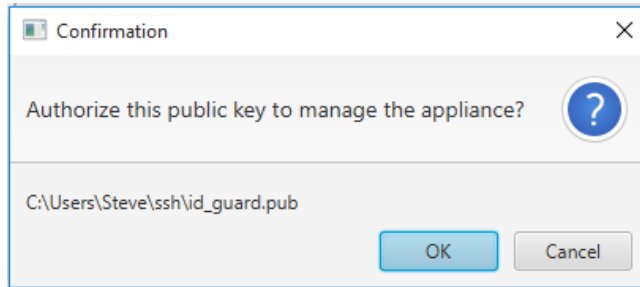 Confirmation
Authorize this public key to manage the appliance?
?
C:\Users\Steve\ssh\id_guard.pub
OK
Cancel